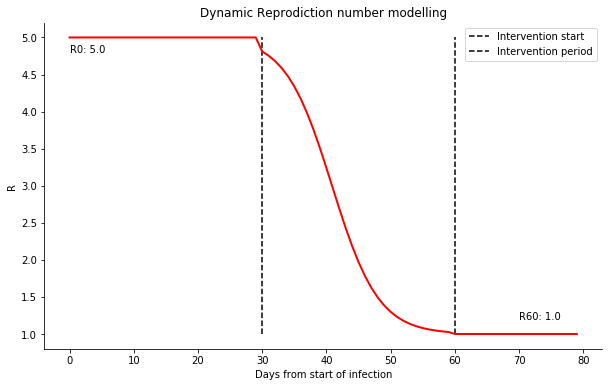 Dynamic Reprodiction number modelling
Intervention start
Intervention period
R0: 5.0
R60: 1.0
5.0
4.5
4.0
3.5
3.0
2.5
2.0
1.5
1.0
R
0
10
20
30
40
50
60
70
80
Days from start of infection